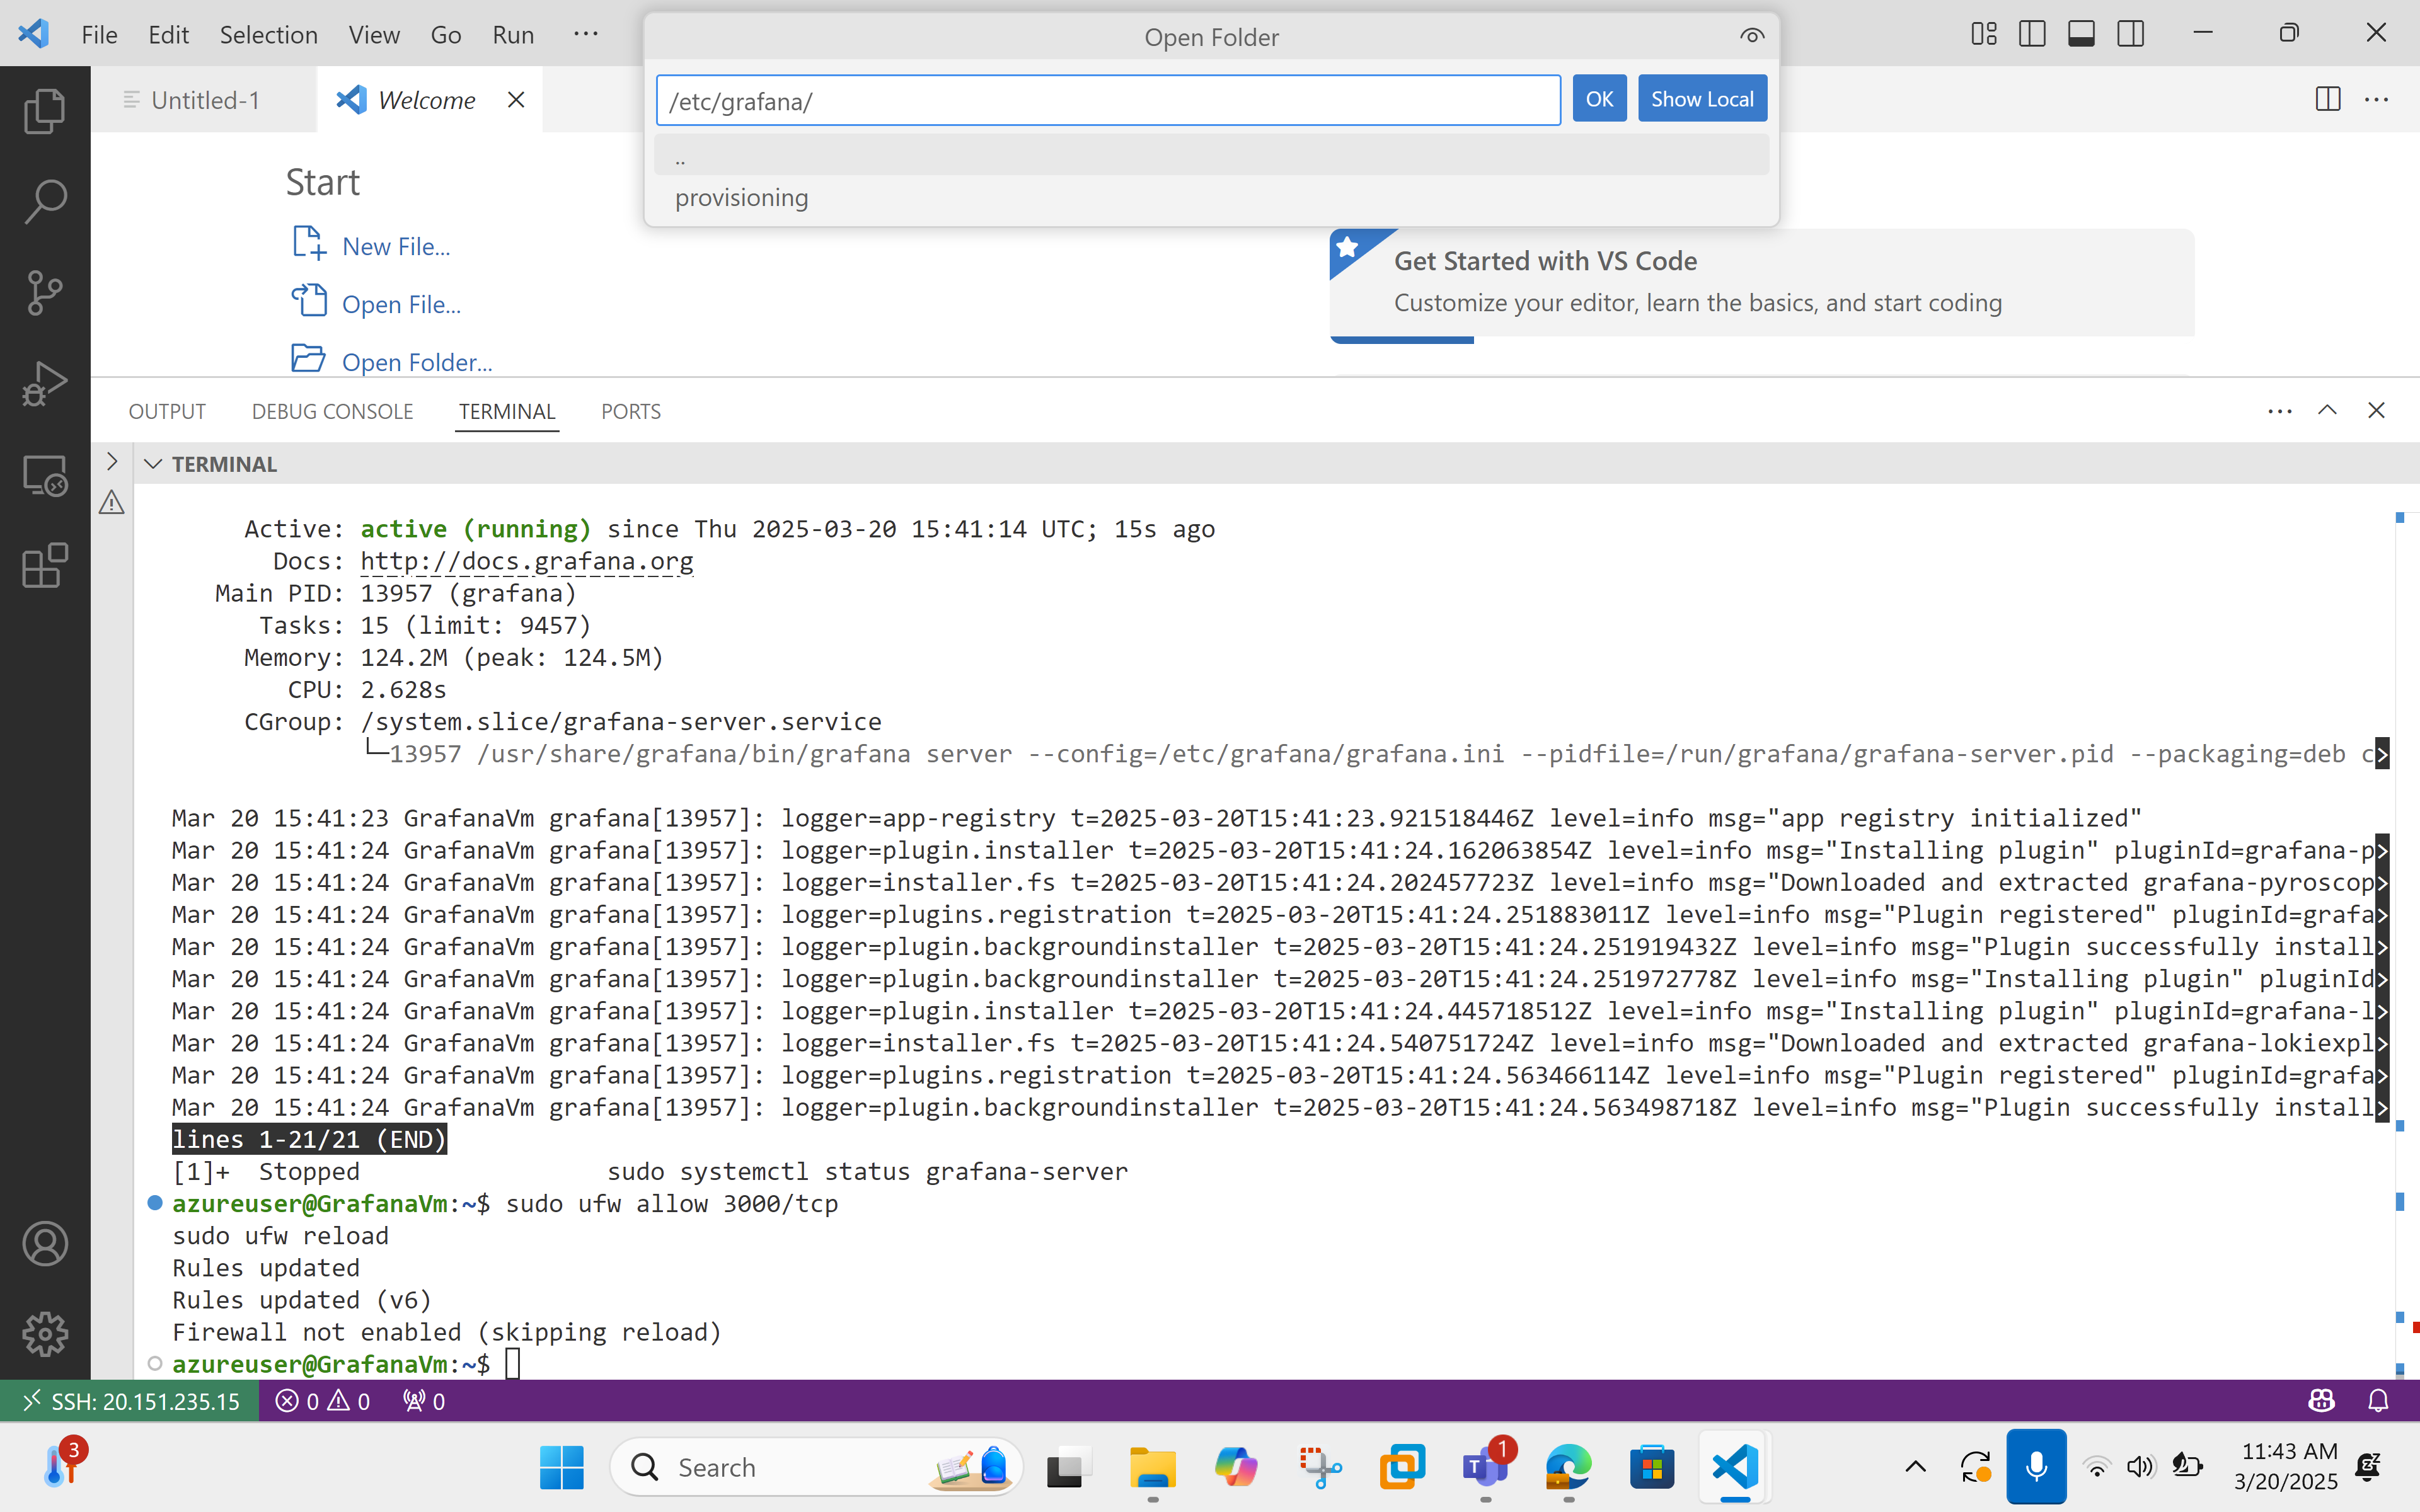 File Edit Selection View Go Run ...
Open Folder
/etc/grafana/
OK
Show Local
..
provisioning
Untitled-1
Welcome
Start
New File...
Open File...
Open Folder...
Get Started with VS Code
Customize your editor, learn the basics, and start coding
OUTPUT DEBUG CONSOLE TERMINAL PORTS
TERMINAL
Active: active (running) since Thu 2025-03-20 15:41:14 UTC; 15s ago
Docs: http://docs.grafana.org
Main PID: 13957 (grafana)
Tasks: 15 (limit: 9457)
Memory: 124.2M (peak: 124.5M)
CPU: 2.628s
CGroup: /system.slice/grafana-server.service
└─13957 /usr/share/grafana/bin/grafana server --config=/etc/grafana/grafana.ini --pidfile=/run/grafana/grafana-server.pid --packaging=deb c>
Mar 20 15:41:23 GrafanaVm grafana[13957]: logger=app-registry t=2025-03-20T15:41:23.921518446Z level=info msg="app registry initialized"
Mar 20 15:41:24 GrafanaVm grafana[13957]: logger=plugin.installer t=2025-03-20T15:41:24.162063854Z level=info msg="Installing plugin" pluginId=grafana-p>
Mar 20 15:41:24 GrafanaVm grafana[13957]: logger=installer.fs t=2025-03-20T15:41:24.202457723Z level=info msg="Downloaded and extracted grafana-pyroscop>
Mar 20 15:41:24 GrafanaVm grafana[13957]: logger=plugins.registration t=2025-03-20T15:41:24.251883011Z level=info msg="Plugin registered" pluginId=grafa>
Mar 20 15:41:24 GrafanaVm grafana[13957]: logger=plugin.backgroundinstaller t=2025-03-20T15:41:24.251919432Z level=info msg="Plugin successfully install>
Mar 20 15:41:24 GrafanaVm grafana[13957]: logger=plugin.backgroundinstaller t=2025-03-20T15:41:24.251972778Z level=info msg="Installing plugin" pluginId>
Mar 20 15:41:24 GrafanaVm grafana[13957]: logger=plugin.installer t=2025-03-20T15:41:24.445718512Z level=info msg="Installing plugin" pluginId=grafana-l>
Mar 20 15:41:24 GrafanaVm grafana[13957]: logger=installer.fs t=2025-03-20T15:41:24.540751724Z level=info msg="Downloaded and extracted grafana-lokiexpl>
Mar 20 15:41:24 GrafanaVm grafana[13957]: logger=plugins.registration t=2025-03-20T15:41:24.563466114Z level=info msg="Plugin registered" pluginId=grafa>
Mar 20 15:41:24 GrafanaVm grafana[13957]: logger=plugin.backgroundinstaller t=2025-03-20T15:41:24.563498718Z level=info msg="Plugin successfully install>
lines 1-21/21 (END)
[1]+ Stopped sudo systemctl status grafana-server
azureuser@GrafanaVm:~$ sudo ufw allow 3000/tcp
sudo ufw reload
Rules updated
Rules updated (v6)
Firewall not enabled (skipping reload)
azureuser@GrafanaVm:~$
SSH: 20.151.235.15 0 0 0
3
Search
T
1
11:43 AM
3/20/2025